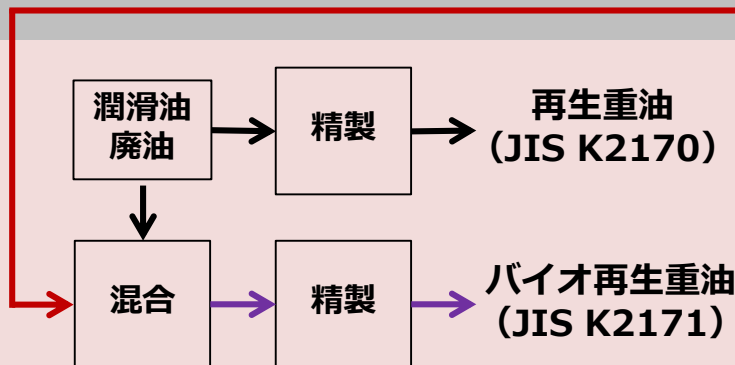 潤滑油
廃油
精製
再生重油
（JIS K2170）
混合
精製
バイオ再生重油
（JIS K2171）